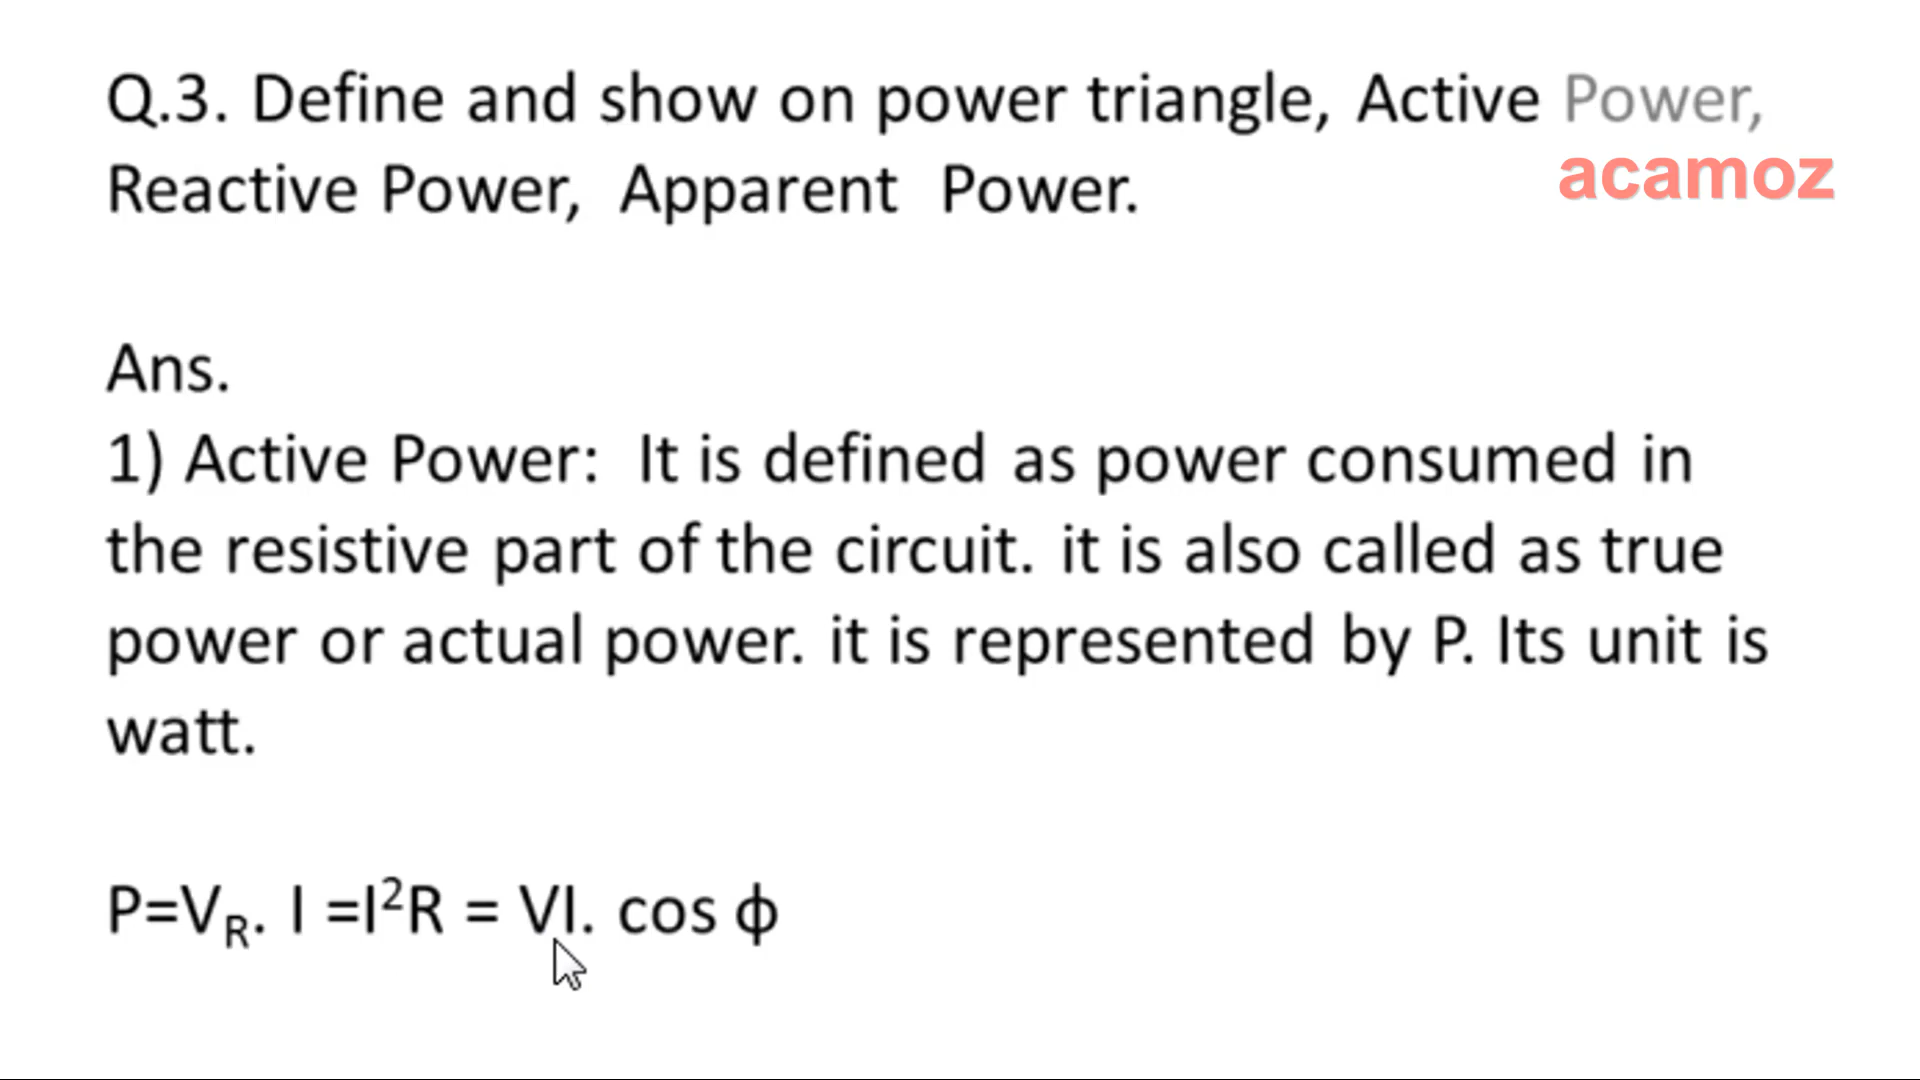 Q.3. Define and show on power triangle, Active Power,
acamoz
Reactive Power, Apparent Power.
Ans.
1) Active Power: It is defined as power consumed in
the resistive part of the circuit. it is also called as true
power or actual power. it is represented by P. Its unit is
watt.
P=V_R. I =I²R = VI. cos ϕ